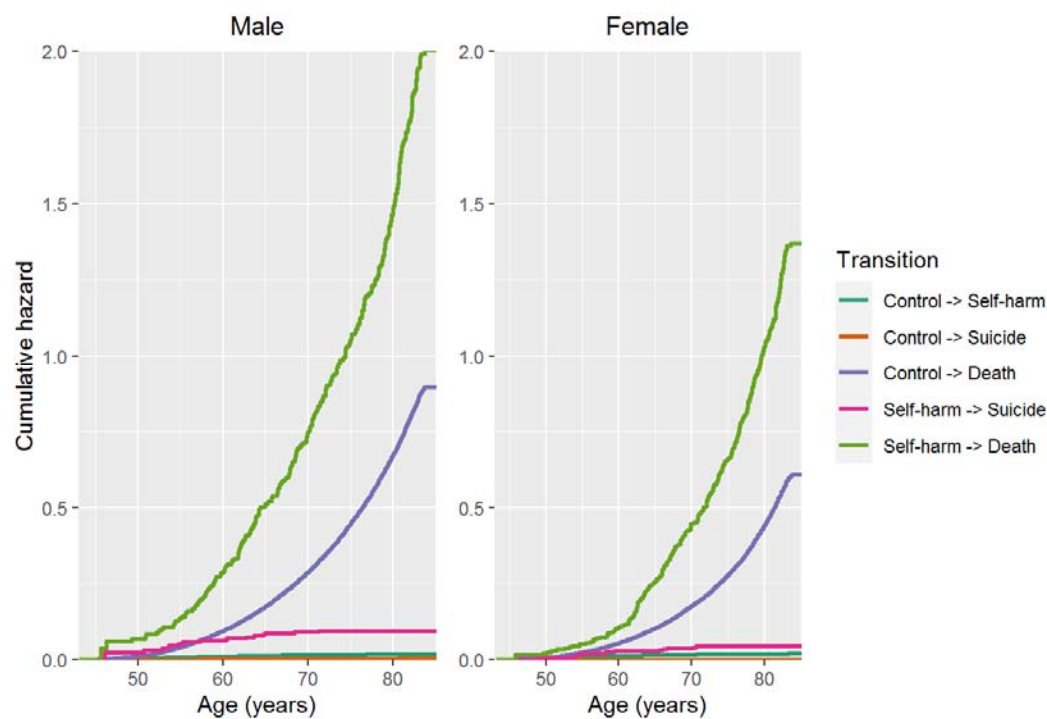 Male Female
2.0 2.0
1.5 1.5
1.0 1.0
0.5 0.5
0.0 0.0
Cumulative hazard
50 60 70 80 50 60 70 80
Age (years) Age (years)
Transition
Control -> Self-harm
Control -> Suicide
Control -> Death
Self-harm -> Suicide
Self-harm -> Death